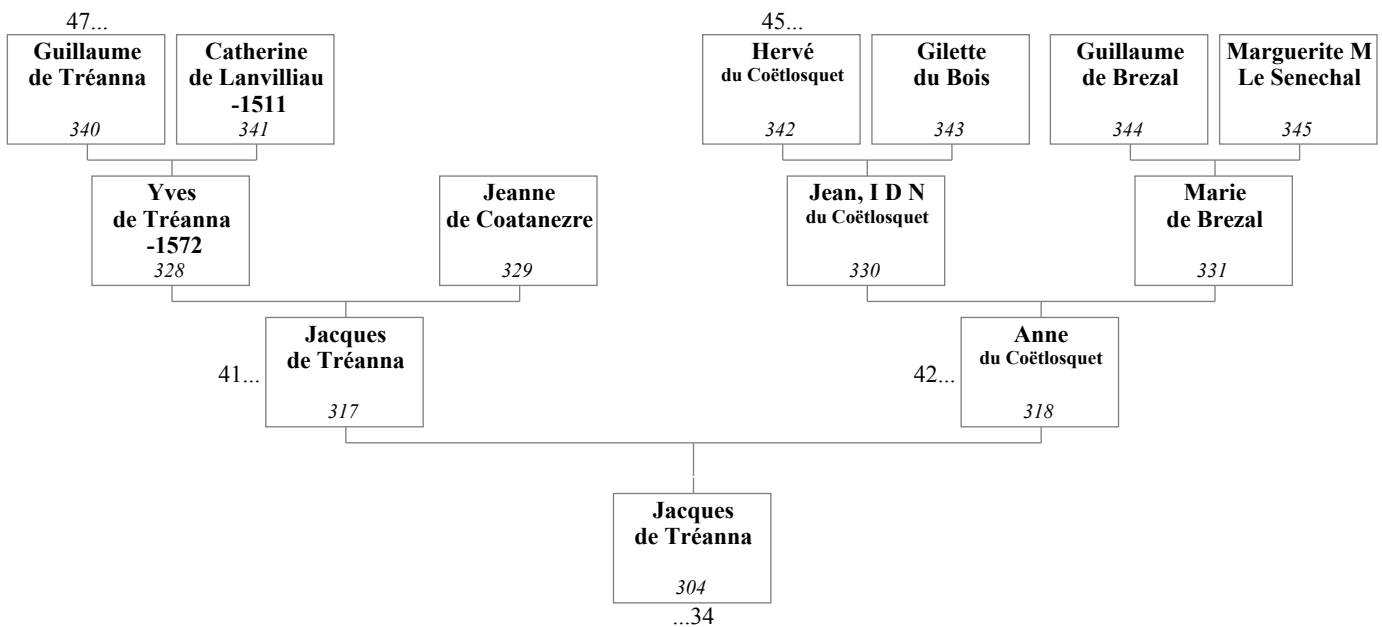 47...
45...
Guillaume
de Tréanna
340
Catherine
de Lanvilliau
-1511
341
Hervé
du Coëtlosquet
342
Gilette
du Bois
343
Guillaume
de Brezal
344
Marguerite M
Le Senechal
345
Yves
de Tréanna
-1572
328
Jeanne
de Coatanezre
329
Jean, I D N
du Coëtlosquet
330
Marie
de Brezal
331
41...
Jacques
de Tréanna
317
42...
Anne
du Coëtlosquet
318
Jacques
de Tréanna
304
...34